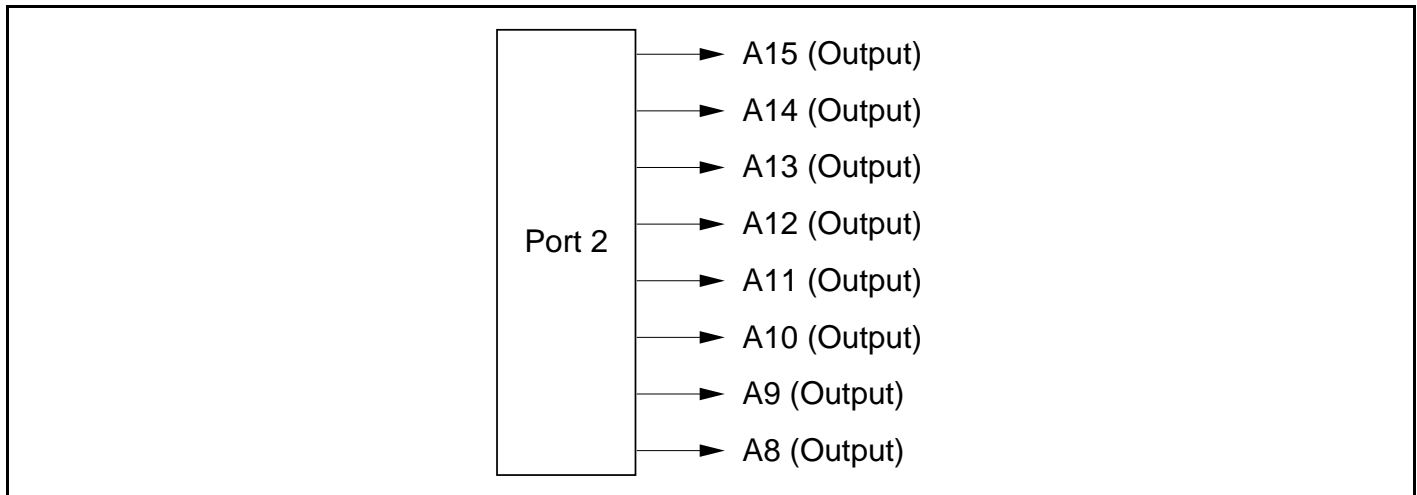 A15 (Output)
A14 (Output)
A13 (Output)
A12 (Output)
Port 2
A11 (Output)
A10 (Output)
A9 (Output)
A8 (Output)